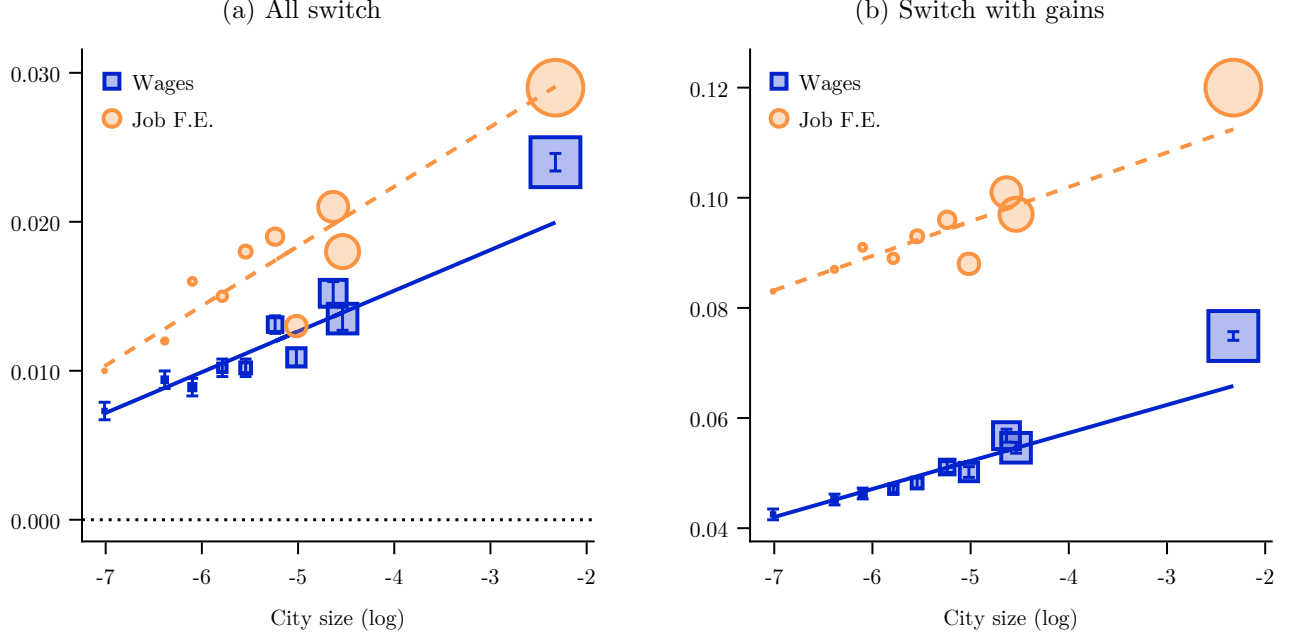 (a) All switch
0.030
0.020
0.010
0.000
Wages
Job F.E.
-7 -6 -5 -4 -3 -2
City size (log)
(b) Switch with gains
0.12
0.10
0.08
0.06
0.04
Wages
Job F.E.
-7 -6 -5 -4 -3 -2
City size (log)